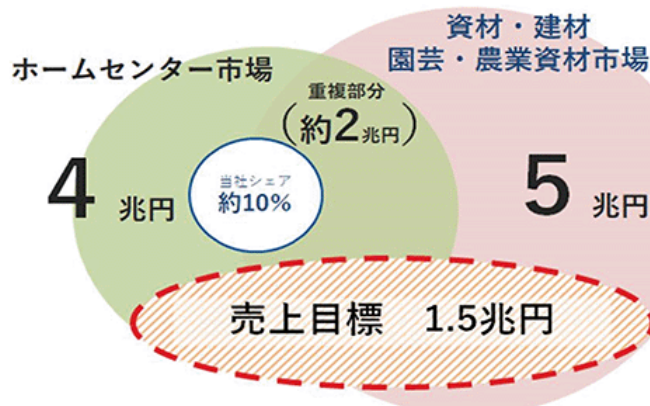 ホームセンター市場
資材・建材
園芸・農業資材市場
重複部分
(約2兆円)
4 兆円
当社シェア
約10%
5 兆円
売上目標 1.5兆円